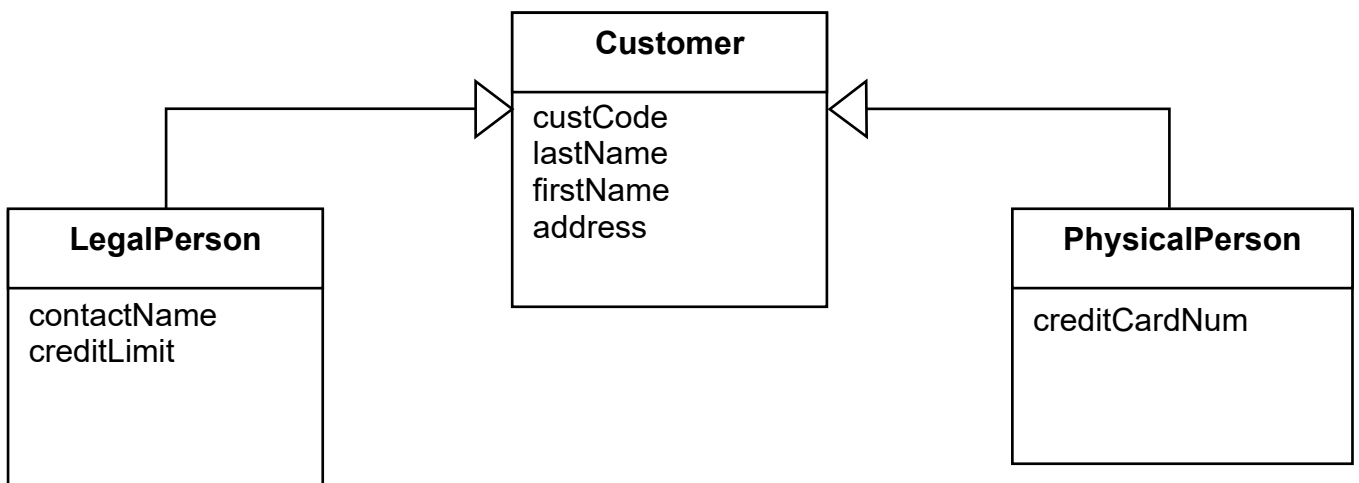 Customer
custCode
lastName
firstName
address
LegalPerson
contactName
creditLimit
PhysicalPerson
creditCardNum